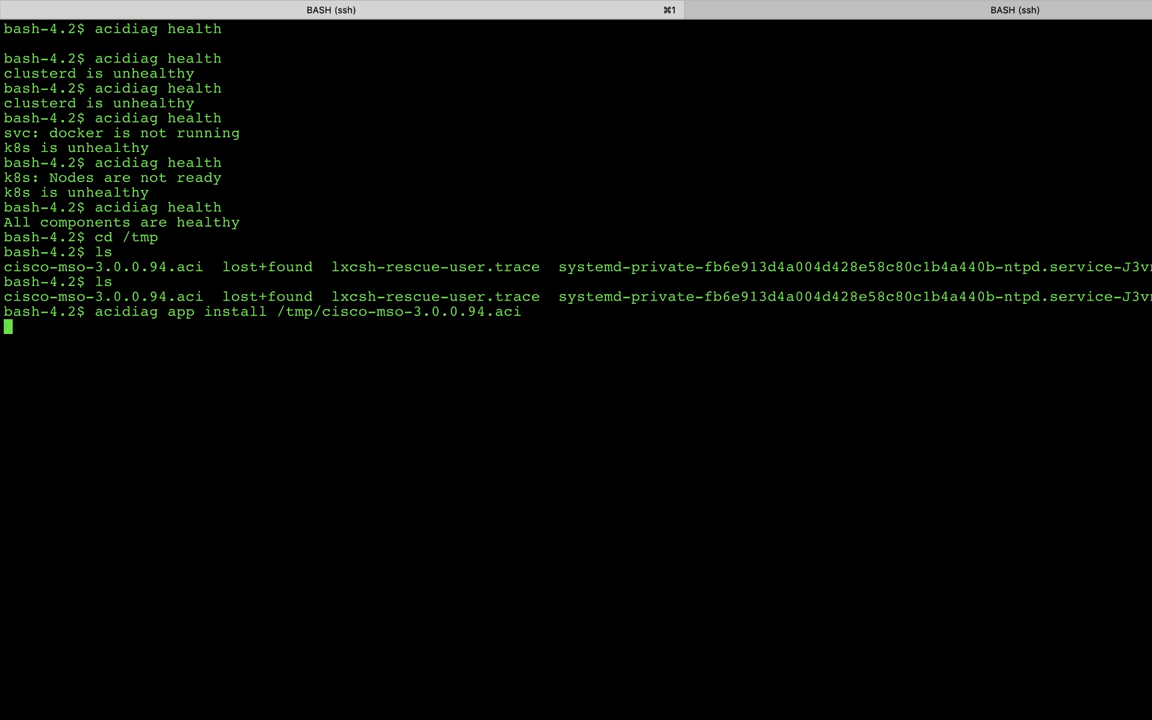 BASH (ssh) ⌘1 BASH (ssh)
bash-4.2$ acidiag health
bash-4.2$ acidiag health
clusterd is unhealthy
bash-4.2$ acidiag health
clusterd is unhealthy
bash-4.2$ acidiag health
svc: docker is not running
k8s is unhealthy
bash-4.2$ acidiag health
k8s: Nodes are not ready
k8s is unhealthy
bash-4.2$ acidiag health
All components are healthy
bash-4.2$ cd /tmp
bash-4.2$ ls
cisco-mso-3.0.0.94.aci  lost+found  lxcsh-rescue-user.trace  systemd-private-fb6e913d4a004d428e58c80c1b4a440b-ntpd.service-J3v
bash-4.2$ ls
cisco-mso-3.0.0.94.aci  lost+found  lxcsh-rescue-user.trace  systemd-private-fb6e913d4a004d428e58c80c1b4a440b-ntpd.service-J3v
bash-4.2$ acidiag app install /tmp/cisco-mso-3.0.0.94.aci